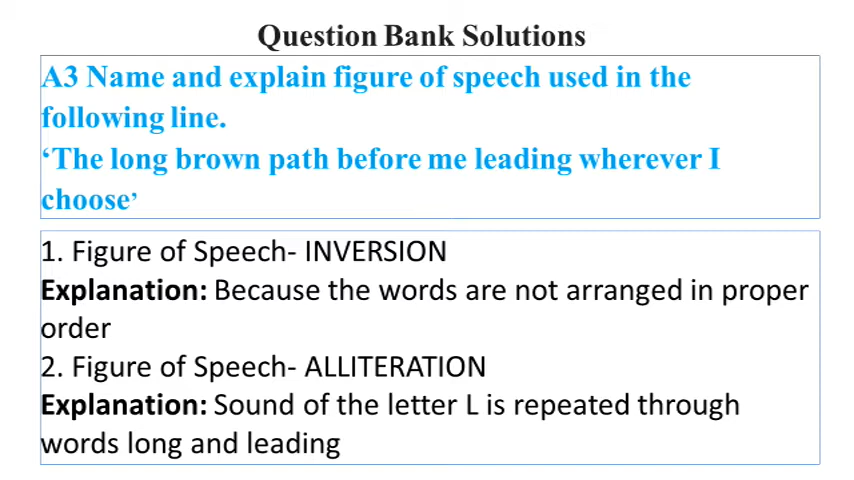 Question Bank Solutions
A3 Name and explain figure of speech used in the
following line.
‘The long brown path before me leading wherever I
choose’
1. Figure of Speech- INVERSION
Explanation: Because the words are not arranged in proper
order
2. Figure of Speech- ALLITERATION
Explanation: Sound of the letter L is repeated through
words long and leading